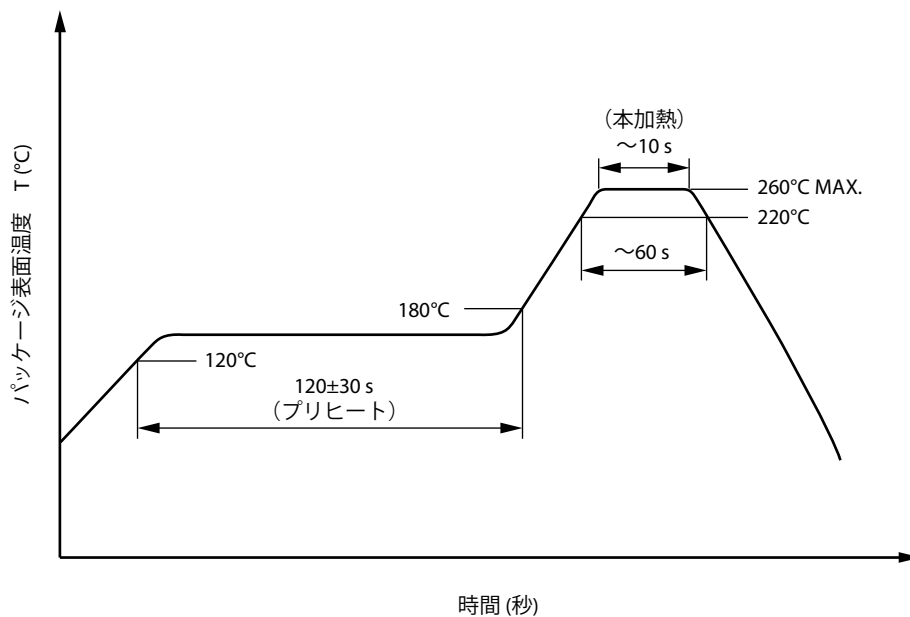 パッケージ表面温度 T (℃)
（本加熱）
～10 s
260℃ MAX.
220℃
～60 s
180℃
120℃
120±30 s
（プリヒート）
時間 (秒)